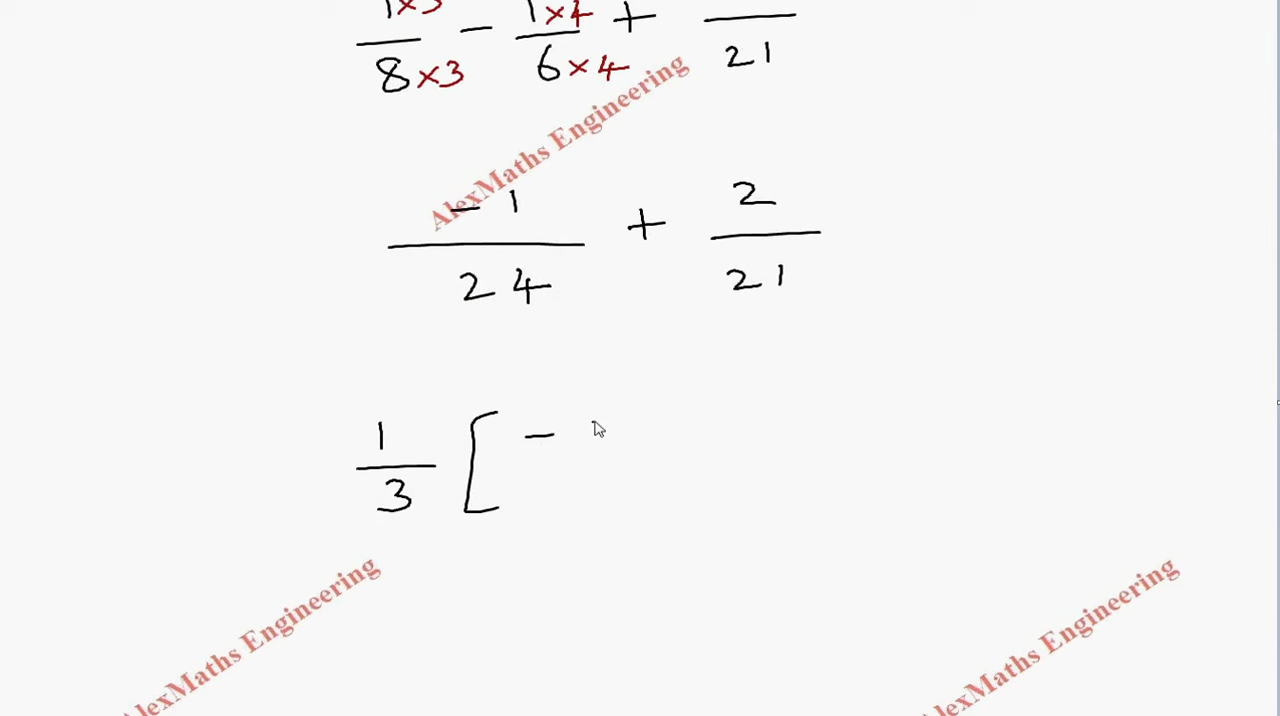 1×3 − 1×4 +
8×3 6×4 21
AlexMaths Engineering
− 1 + 2
24 21
1 [ −
3
AlexMaths Engineering
AlexMaths Engineering